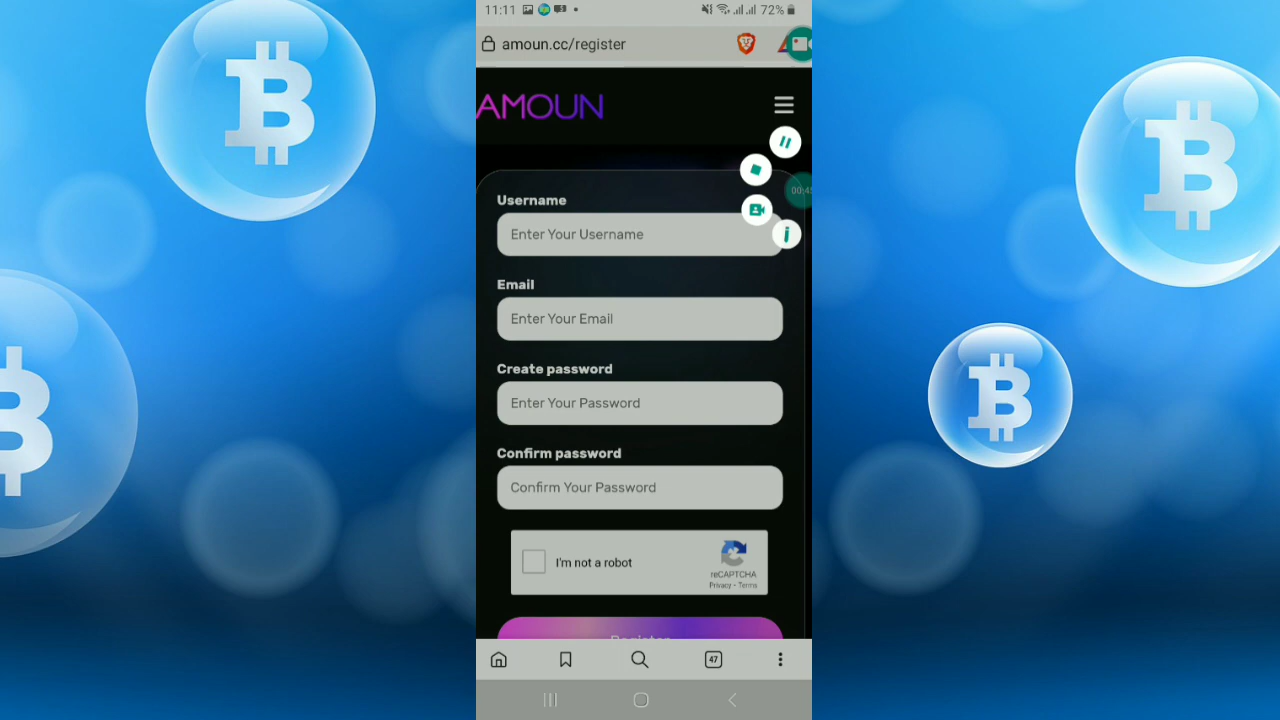 11:11 72%
amoun.cc/register
AMOUN
Username
Enter Your Username
Email
Enter Your Email
Create password
Enter Your Password
Confirm password
Confirm Your Password
I'm not a robot
reCAPTCHA
Privacy - Terms
Register
47